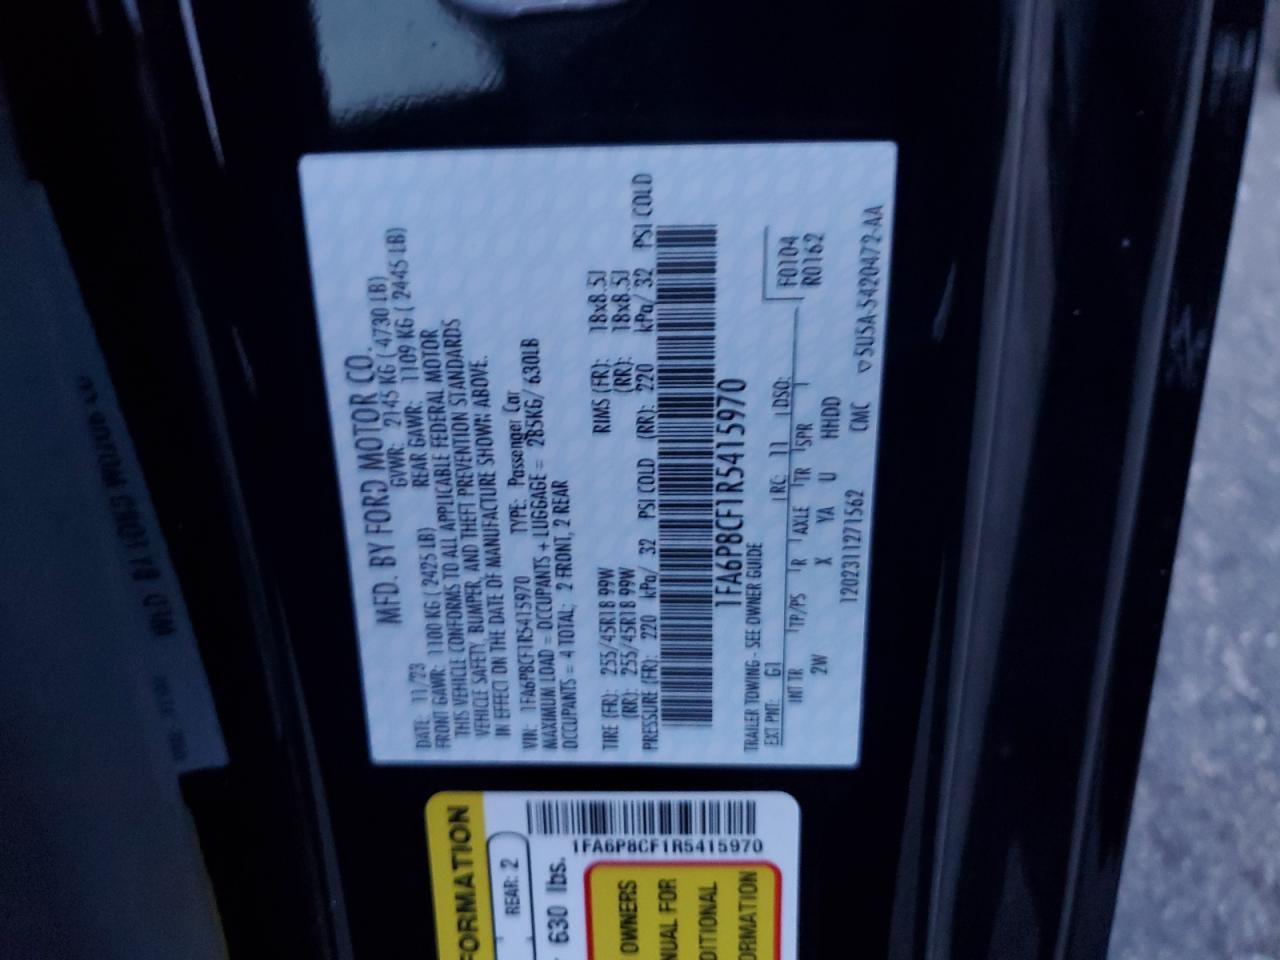 MFD. BY FORD MOTOR CO.
DATE: 11/23 GVWR: 2145 KG ( 4730 LB)
FRONT GAWR: 1100 KG ( 2425 LB) REAR GAWR: 1109 KG ( 2445 LB)
THIS VEHICLE CONFORMS TO ALL APPLICABLE FEDERAL MOTOR
VEHICLE SAFETY, BUMPER, AND THEFT PREVENTION STANDARDS
IN EFFECT ON THE DATE OF MANUFACTURE SHOWN ABOVE.
VIN: 1FA6P8CF1R5415970 TYPE: Passenger Car
MAXIMUM LOAD = OCCUPANTS + LUGGAGE = 285KG/ 630LB
OCCUPANTS = 4 TOTAL; 2 FRONT, 2 REAR
TIRE (FR): 255/45R18 99W RIMS (FR): 18x8.5J
(RR): 255/45R18 99W (RR): 18x8.5J
PRESSURE (FR): 220 kPa/ 32 PSI COLD (RR): 220 kPa/ 32 PSI COLD
1FA6P8CF1R5415970
TRAILER TOWING - SEE OWNER GUIDE
EXT PNT: G1 RC: 11 DSO: F0104
INT TR TP/PS R AXLE TR SPR R0162
2W X YA U HHDD
120231127 1562 CMC ▽5U5A-5420472-AA
FORMATION
REAR: 2
630 lbs.
1FA6P8CF1R5415970
OWNERS
NUAL FOR
DITIONAL
ORMATION